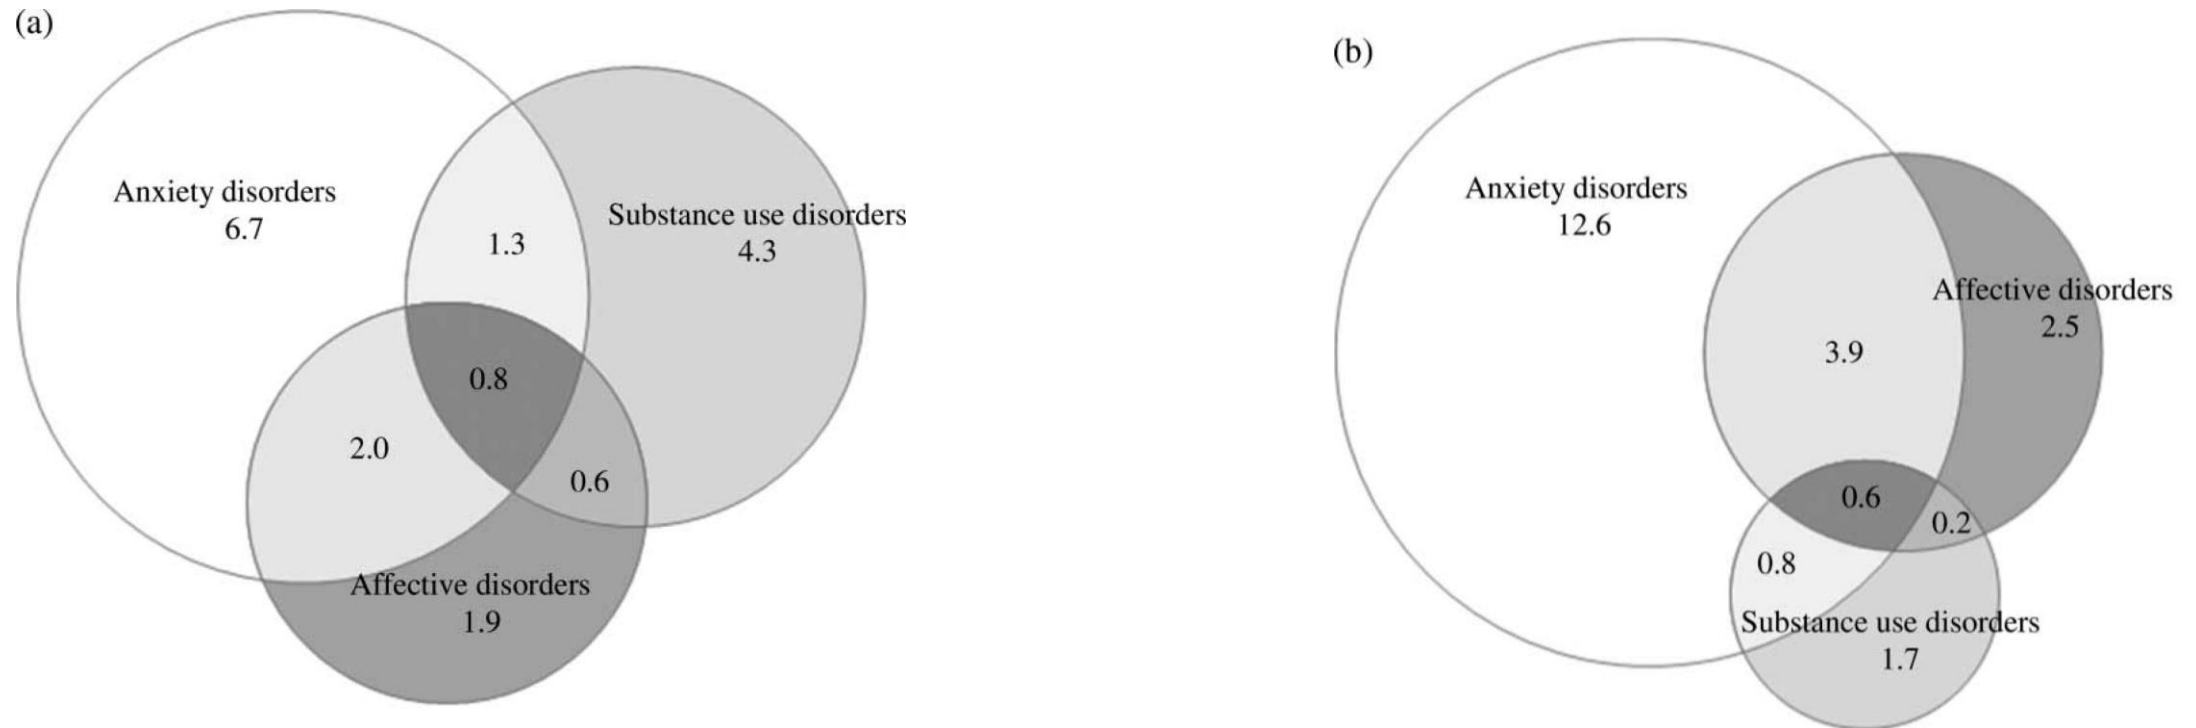 (a)
Anxiety disorders
6.7
1.3
Substance use disorders
4.3
0.8
2.0
0.6
Affective disorders
1.9
(b)
Anxiety disorders
12.6
Affective disorders
2.5
3.9
0.6
0.2
0.8
Substance use disorders
1.7